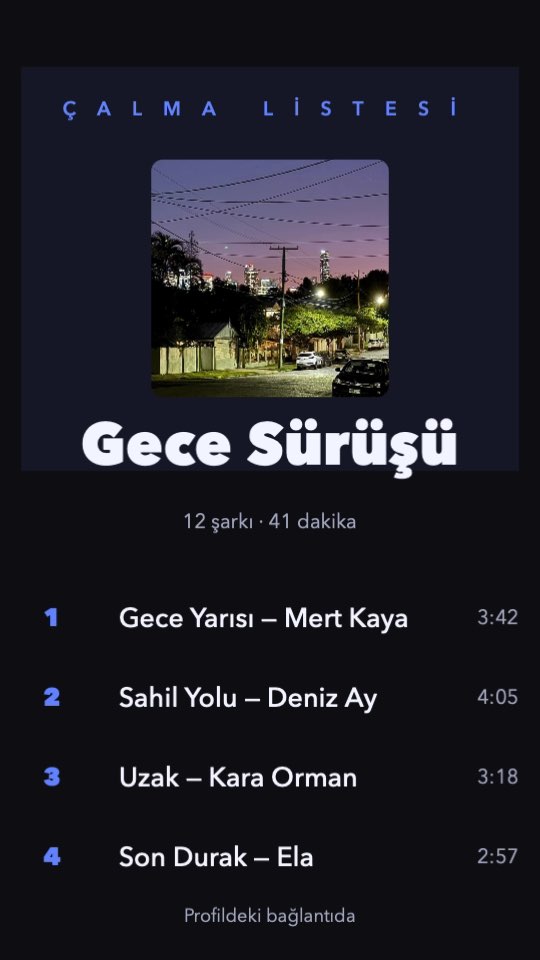 ÇALMA LİSTESİ
Gece Sürüşü
12 şarkı · 41 dakika
1 Gece Yarısı – Mert Kaya 3:42
2 Sahil Yolu – Deniz Ay 4:05
3 Uzak – Kara Orman 3:18
4 Son Durak – Ela 2:57
Profildeki bağlantıda